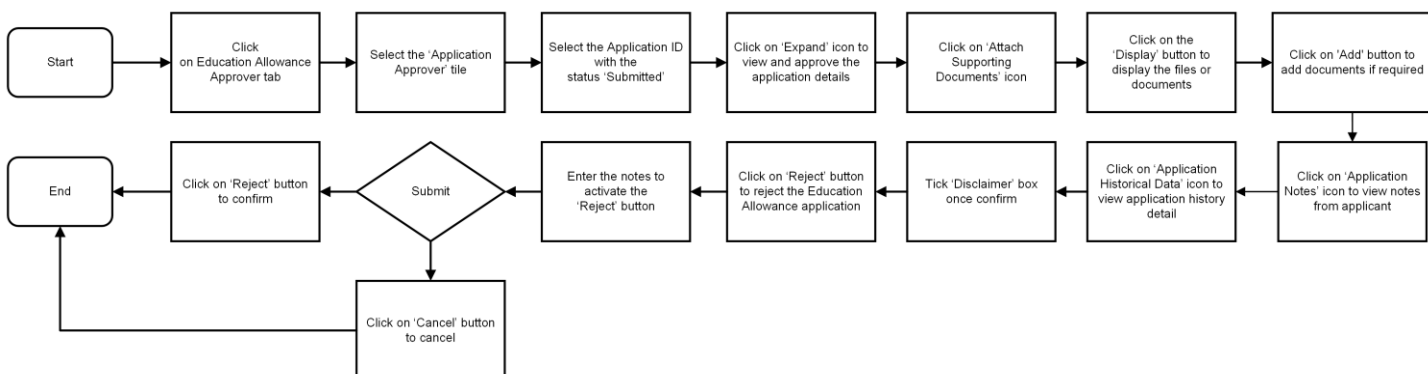 Start
Click
on Education Allowance
Approver tab
Select the ‘Application
Approver’ tile
Select the Application ID
with the
status ‘Submitted’
Click on ‘Expand’ icon to
view and approve the
application details
Click on ‘Attach
Supporting
Documents’ icon
Click on the
‘Display’ button to
display the files or
documents
Click on 'Add' button to
add documents if required
Click on ‘Application
Notes’ icon to view notes
from applicant
Click on ‘Application
Historical Data’ icon to
view application history
detail
Tick ‘Disclaimer’ box
once confirm
Click on ‘Reject’ button
to reject the Education
Allowance application
Enter the notes to
activate the
‘Reject’ button
Submit
Click on ‘Reject’ button
to confirm
End
Click on ‘Cancel’ button
to cancel